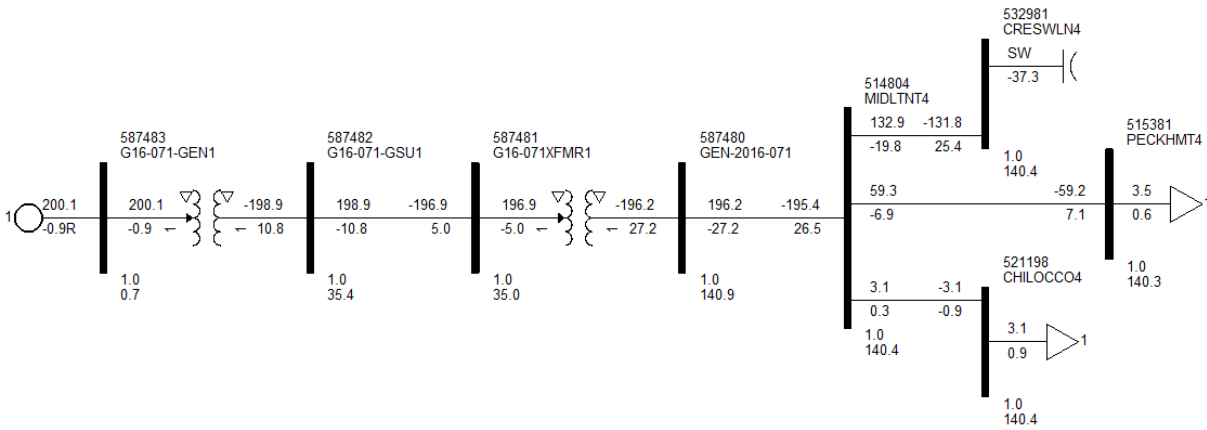 532981
CRESWLN4
SW
-37.3
514804
MIDLTNT4
587483
G16-071-GEN1
587482
G16-071-GSU1
587481
G16-071XFMR1
587480
GEN-2016-071
515381
PECKHMT4
132.9 -131.8
-19.8 25.4
1.0
140.4
1 200.1 200.1 -198.9 198.9 -196.9 196.9 -196.2 196.2 -195.4 59.3 -59.2 3.5 1
-0.9R -0.9 1 1 10.8 -10.8 5.0 -5.0 1 1 27.2 -27.2 26.5 -6.9 7.1 0.6
521198
CHILOCCO4
1.0
0.7
1.0
35.4
1.0
35.0
1.0
140.9
3.1 -3.1
0.3 -0.9
1.0
140.3
1.0
140.4
3.1 1
0.9
1.0
140.4